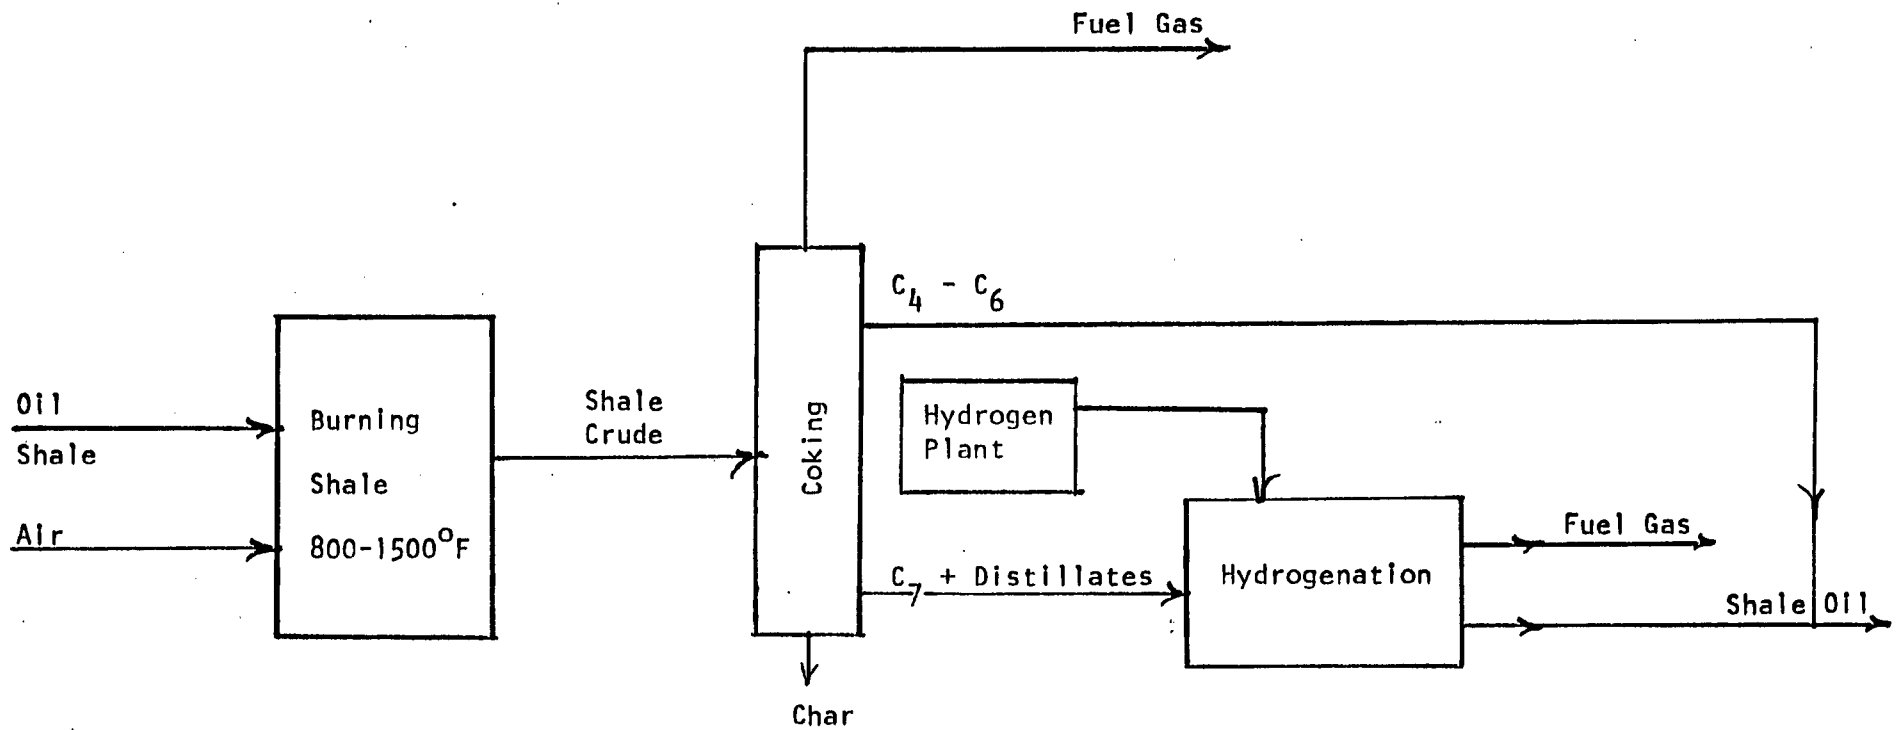 Fuel Gas
C4 - C6
Oil
Shale
Air
Burning
Shale
800-1500°F
Shale
Crude
Coking
Hydrogen
Plant
C7 + Distillates
Hydrogenation
Fuel Gas
Shale Oil
Char